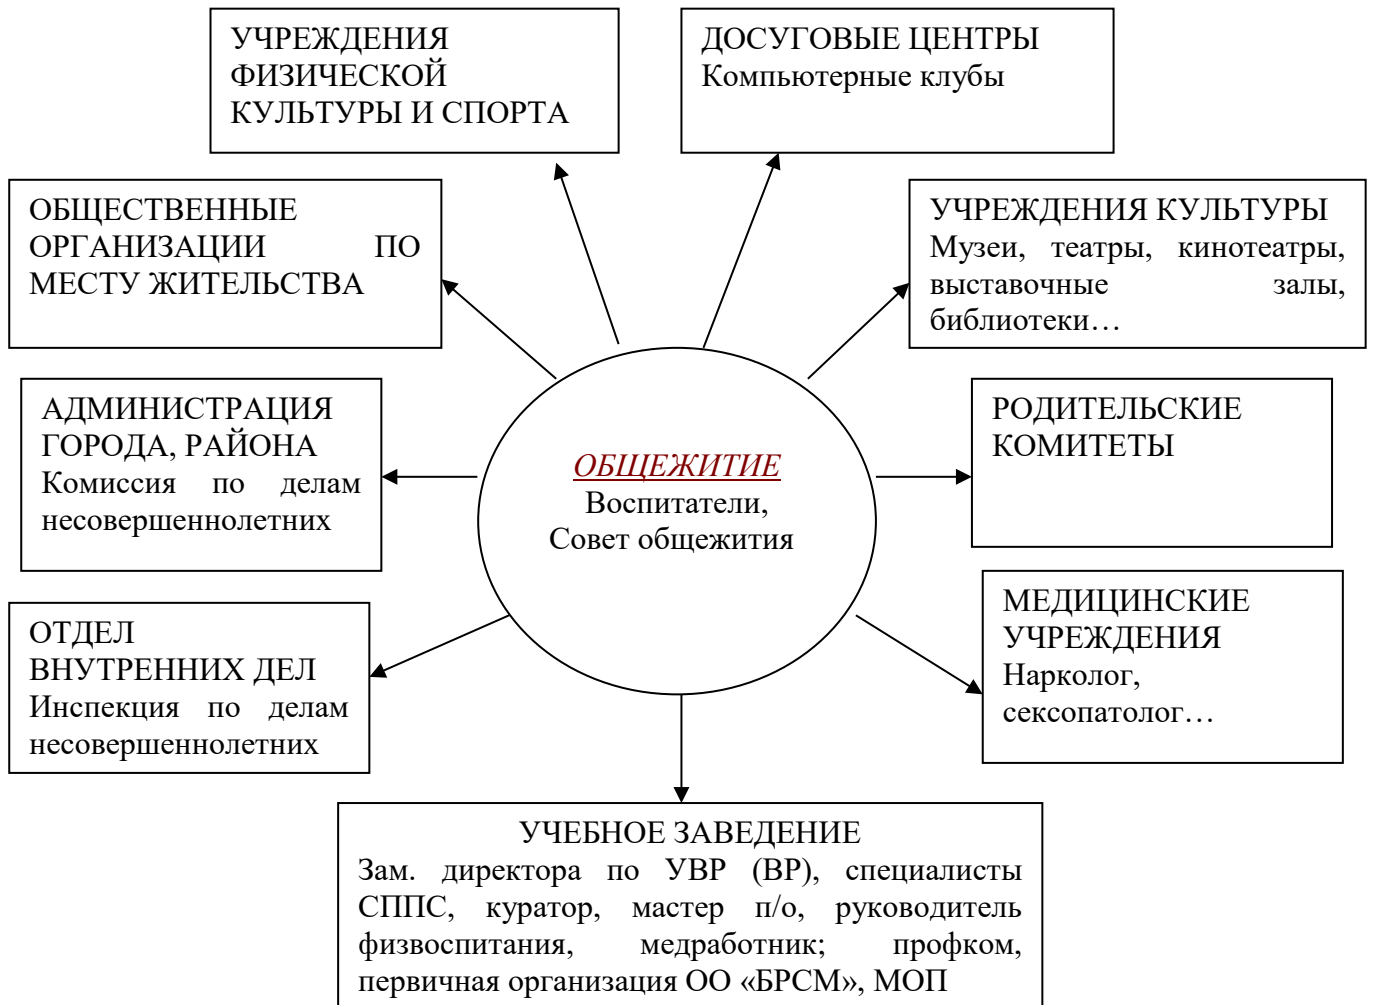 УЧРЕЖДЕНИЯ
ФИЗИЧЕСКОЙ
КУЛЬТУРЫ И СПОРТА
ДОСУГОВЫЕ ЦЕНТРЫ
Компьютерные клубы
ОБЩЕСТВЕННЫЕ
ОРГАНИЗАЦИИ ПО
МЕСТУ ЖИТЕЛЬСТВА
УЧРЕЖДЕНИЯ КУЛЬТУРЫ
Музеи, театры, кинотеатры,
выставочные залы,
библиотеки…
АДМИНИСТРАЦИЯ
ГОРОДА, РАЙОНА
Комиссия по делам
несовершеннолетних
ОБЩЕЖИТИЕ
Воспитатели,
Совет общежития
РОДИТЕЛЬСКИЕ
КОМИТЕТЫ
ОТДЕЛ
ВНУТРЕННИХ ДЕЛ
Инспекция по делам
несовершеннолетних
МЕДИЦИНСКИЕ
УЧРЕЖДЕНИЯ
Нарколог,
сексопатолог…
УЧЕБНОЕ ЗАВЕДЕНИЕ
Зам. директора по УВР (ВР), специалисты
СППС, куратор, мастер п/о, руководитель
физвоспитания, медработник; профком,
первичная организация ОО «БРСМ», МОП